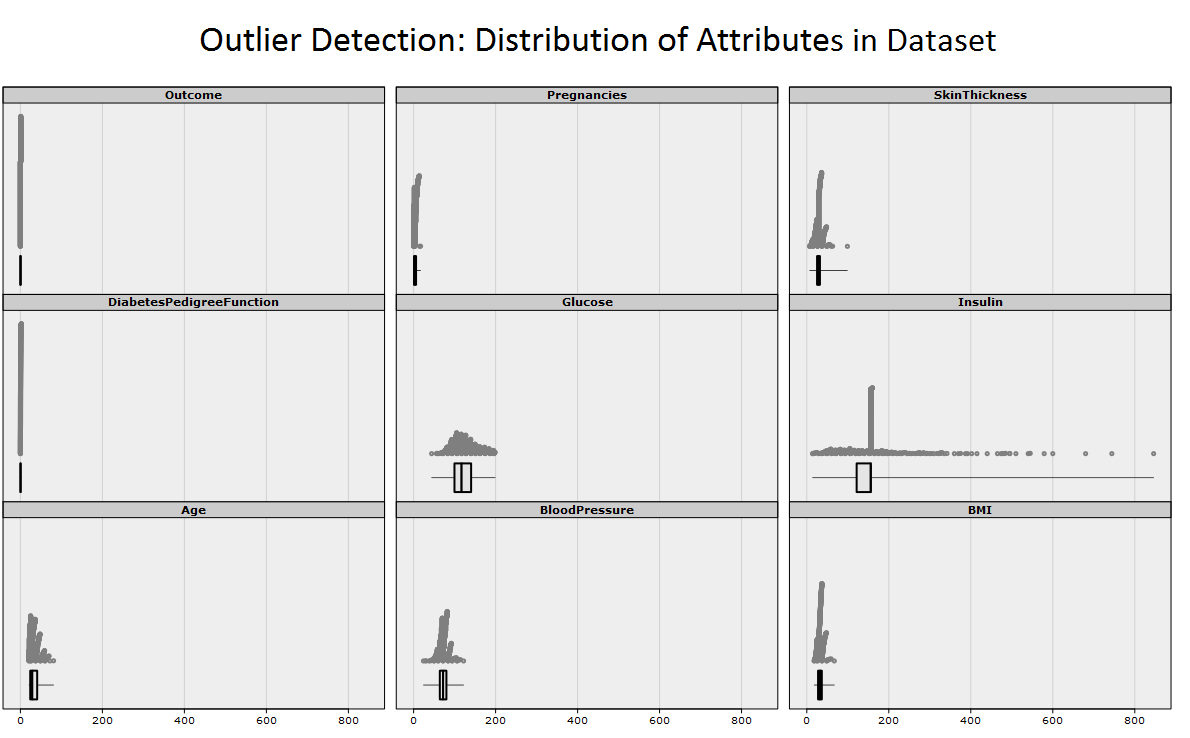 Outlier Detection: Distribution of Attributes in Dataset
Outcome
Pregnancies
SkinThickness
DiabetesPedigreeFunction
Glucose
Insulin
Age
BloodPressure
BMI
0 200 400 600 800
0 200 400 600 800
0 200 400 600 800